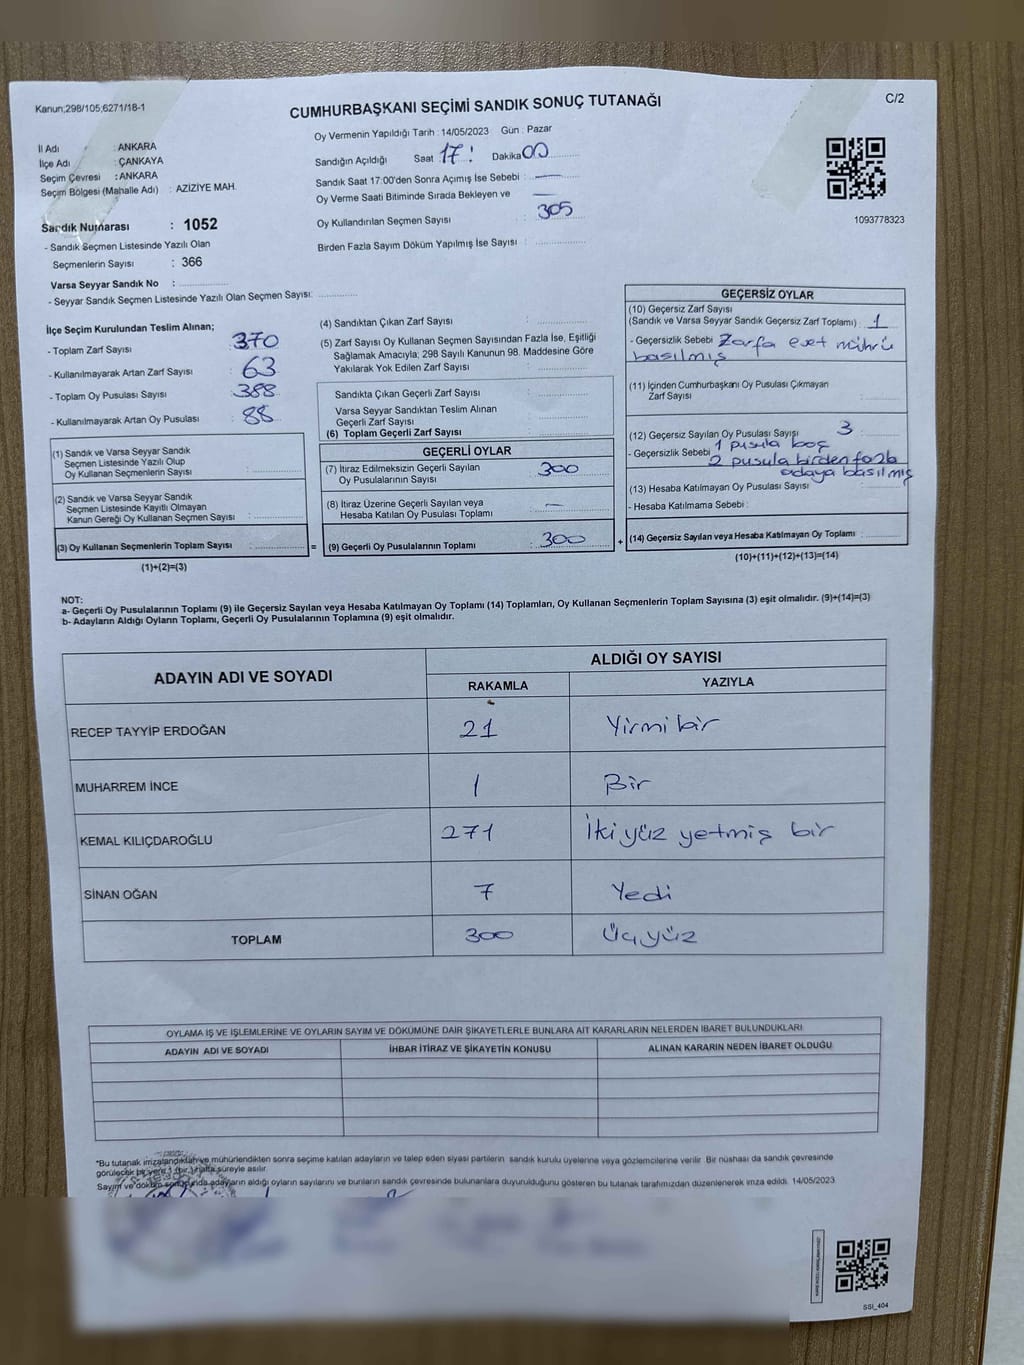 Kanun;298/105;6271/18-1
CUMHURBAŞKANI SEÇİMİ SANDIK SONUÇ TUTANAĞI
C/2
İl Adı : ANKARA
İlçe Adı : ÇANKAYA
Seçim Çevresi : ANKARA
Seçim Bölgesi (Mahalle Adı) : AZİZİYE MAH.
Sandık Numarası : 1052
- Sandık Seçmen Listesinde Yazılı Olan
Seçmenlerin Sayısı : 366
Varsa Seyyar Sandık No :
- Seyyar Sandık Seçmen Listesinde Yazılı Olan Seçmen Sayısı:
Oy Vermenin Yapıldığı Tarih : 14/05/2023 Gün : Pazar
Sandığın Açıldığı Saat 17 : Dakika 00
Sandık Saat 17:00'den Sonra Açımış İse Sebebi : —
Oy Verme Saati Bitiminde Sırada Bekleyen ve —
Oy Kullandırılan Seçmen Sayısı : 305
Birden Fazla Sayım Döküm Yapılmış İse Sayısı :
1093778323
İlçe Seçim Kurulundan Teslim Alınan;
- Toplam Zarf Sayısı : 370
- Kullanılmayarak Artan Zarf Sayısı : 63
- Toplam Oy Pusulası Sayısı : 388
- Kullanılmayarak Artan Oy Pusulası : 88
(1) Sandık ve Varsa Seyyar Sandık
Seçmen Listesinde Yazılı Olup
Oy Kullanan Seçmenlerin Sayısı :
(2) Sandık ve Varsa Seyyar Sandık
Seçmen Listesinde Kayıtlı Olmayan
Kanun Gereği Oy Kullanan Seçmen Sayısı :
(3) Oy Kullanan Seçmenlerin Toplam Sayısı :
(1)+(2)=(3)
(4) Sandıktan Çıkan Zarf Sayısı :
(5) Zarf Sayısı Oy Kullanan Seçmen Sayısından Fazla İse, Eşitliği
Sağlamak Amacıyla; 298 Sayılı Kanunun 98. Maddesine Göre
Yakılarak Yok Edilen Zarf Sayısı :
Sandıkta Çıkan Geçerli Zarf Sayısı :
Varsa Seyyar Sandıktan Teslim Alınan
Geçerli Zarf Sayısı :
(6) Toplam Geçerli Zarf Sayısı :
GEÇERLİ OYLAR
(7) İtiraz Edilmeksizin Geçerli Sayılan
Oy Pusulalarının Sayısı : 300
(8) İtiraz Üzerine Geçerli Sayılan veya
Hesaba Katılan Oy Pusulası Toplamı : —
= (9) Geçerli Oy Pusulalarının Toplamı : 300
GEÇERSİZ OYLAR
(10) Geçersiz Zarf Sayısı
(Sandık ve Varsa Seyyar Sandık Geçersiz Zarf Toplamı) : 1
- Geçersizlik Sebebi Zarfa evet mührü
basılmış
(11) İçinden Cumhurbaşkanı Oy Pusulası Çıkmayan
Zarf Sayısı :
(12) Geçersiz Sayılan Oy Pusulası Sayısı : 3
- Geçersizlik Sebebi 1 pusula boş
2 pusula birden fazla
adaya basılmış
(13) Hesaba Katılmayan Oy Pusulası Sayısı :
- Hesaba Katılmama Sebebi :
+ (14) Geçersiz Sayılan veya Hesaba Katılmayan Oy Toplamı :
(10)+(11)+(12)+(13)=(14)
NOT:
a- Geçerli Oy Pusulalarının Toplamı (9) ile Geçersiz Sayılan veya Hesaba Katılmayan Oy Toplamı (14) Toplamları, Oy Kullanan Seçmenlerin Toplam Sayısına (3) eşit olmalıdır. (9)+(14)=(3)
b- Adayların Aldığı Oyların Toplamı, Geçerli Oy Pusulalarının Toplamına (9) eşit olmalıdır.
ADAYIN ADI VE SOYADI
ALDIĞI OY SAYISI
RAKAMLA YAZIYLA
RECEP TAYYİP ERDOĞAN 21 Yirmi bir
MUHARREM İNCE 1 Bir
KEMAL KILIÇDAROĞLU 271 İki yüz yetmiş bir
SİNAN OĞAN 7 Yedi
TOPLAM 300 Üçyüz
OYLAMA İŞ VE İŞLEMLERİNE VE OYLARIN SAYIM VE DÖKÜMÜNE DAİR ŞİKAYETLERLE BUNLARA AİT KARARLARIN NELERDEN İBARET BULUNDUKLARI
ADAYIN ADI VE SOYADI İHBAR İTİRAZ VE ŞİKAYETİN KONUSU ALINAN KARARIN NEDEN İBARET OLDUĞU
*Bu tutanak imzalandıktan ve mühürlendikten sonra seçime katılan adayların ve talep eden siyasi partilerin sandık kurulu üyelerine veya gözlemcilerine verilir. Bir nüshası da sandık çevresinde
görülecek bir yere 1 (bir) hafta süreyle asılır.
Sayım ve döküm sonucunda adayların aldığı oyların sayılarını ve bunların sandık çevresinde bulunanlara duyurulduğunu gösteren bu tutanak tarafımızdan düzenlenerek imza edildi. 14/05/2023
SSI_404